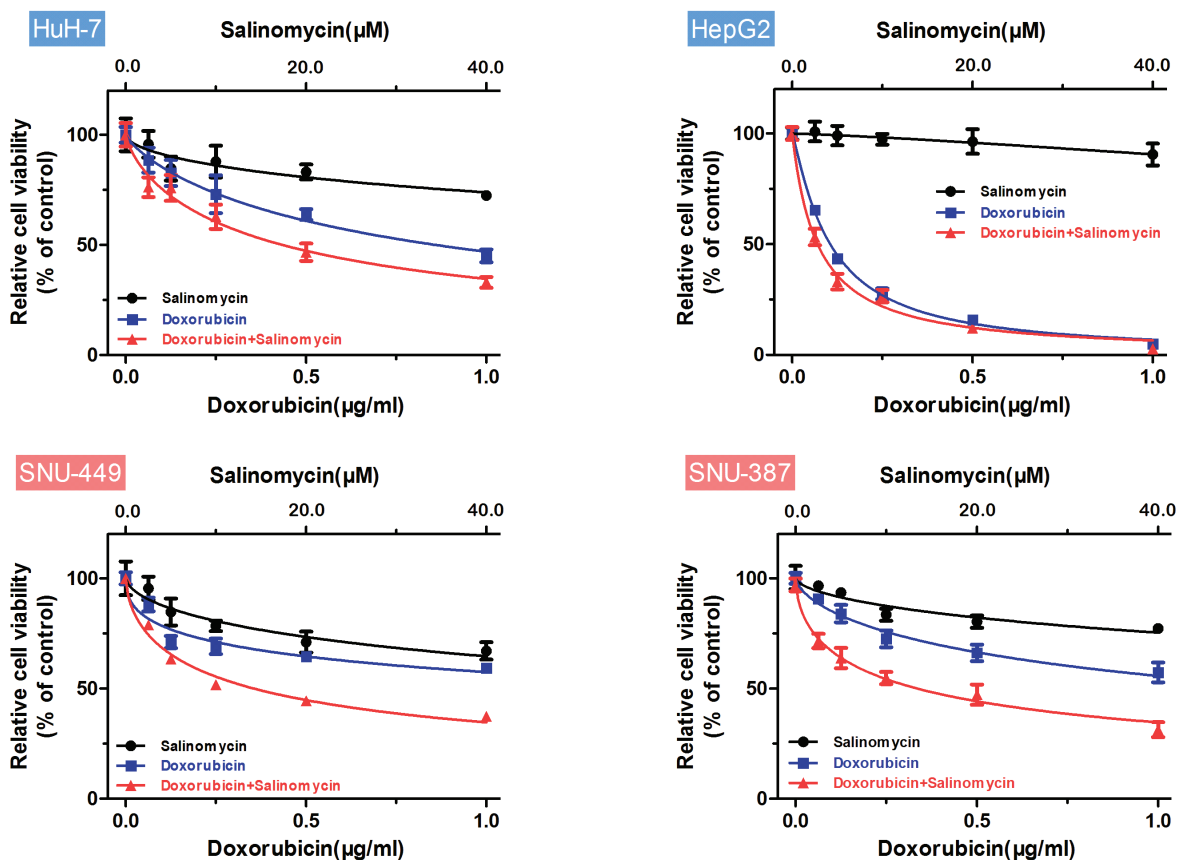 HuH-7
Salinomycin(µM)
0.0 20.0 40.0
Relative cell viability
(% of control)
100
50
0
Salinomycin
Doxorubicin
Doxorubicin+Salinomycin
0.0 0.5 1.0
Doxorubicin(µg/ml)
HepG2
Salinomycin(µM)
0.0 20.0 40.0
Relative cell viability
(% of control)
100
50
0
Salinomycin
Doxorubicin
Doxorubicin+Salinomycin
0.0 0.5 1.0
Doxorubicin(µg/ml)
SNU-449
Salinomycin(µM)
0.0 20.0 40.0
Relative cell viability
(% of control)
100
50
0
Salinomycin
Doxorubicin
Doxorubicin+Salinomycin
0.0 0.5 1.0
Doxorubicin(µg/ml)
SNU-387
Salinomycin(µM)
0.0 20.0 40.0
Relative cell viability
(% of control)
100
50
0
Salinomycin
Doxorubicin
Doxorubicin+Salinomycin
0.0 0.5 1.0
Doxorubicin(µg/ml)